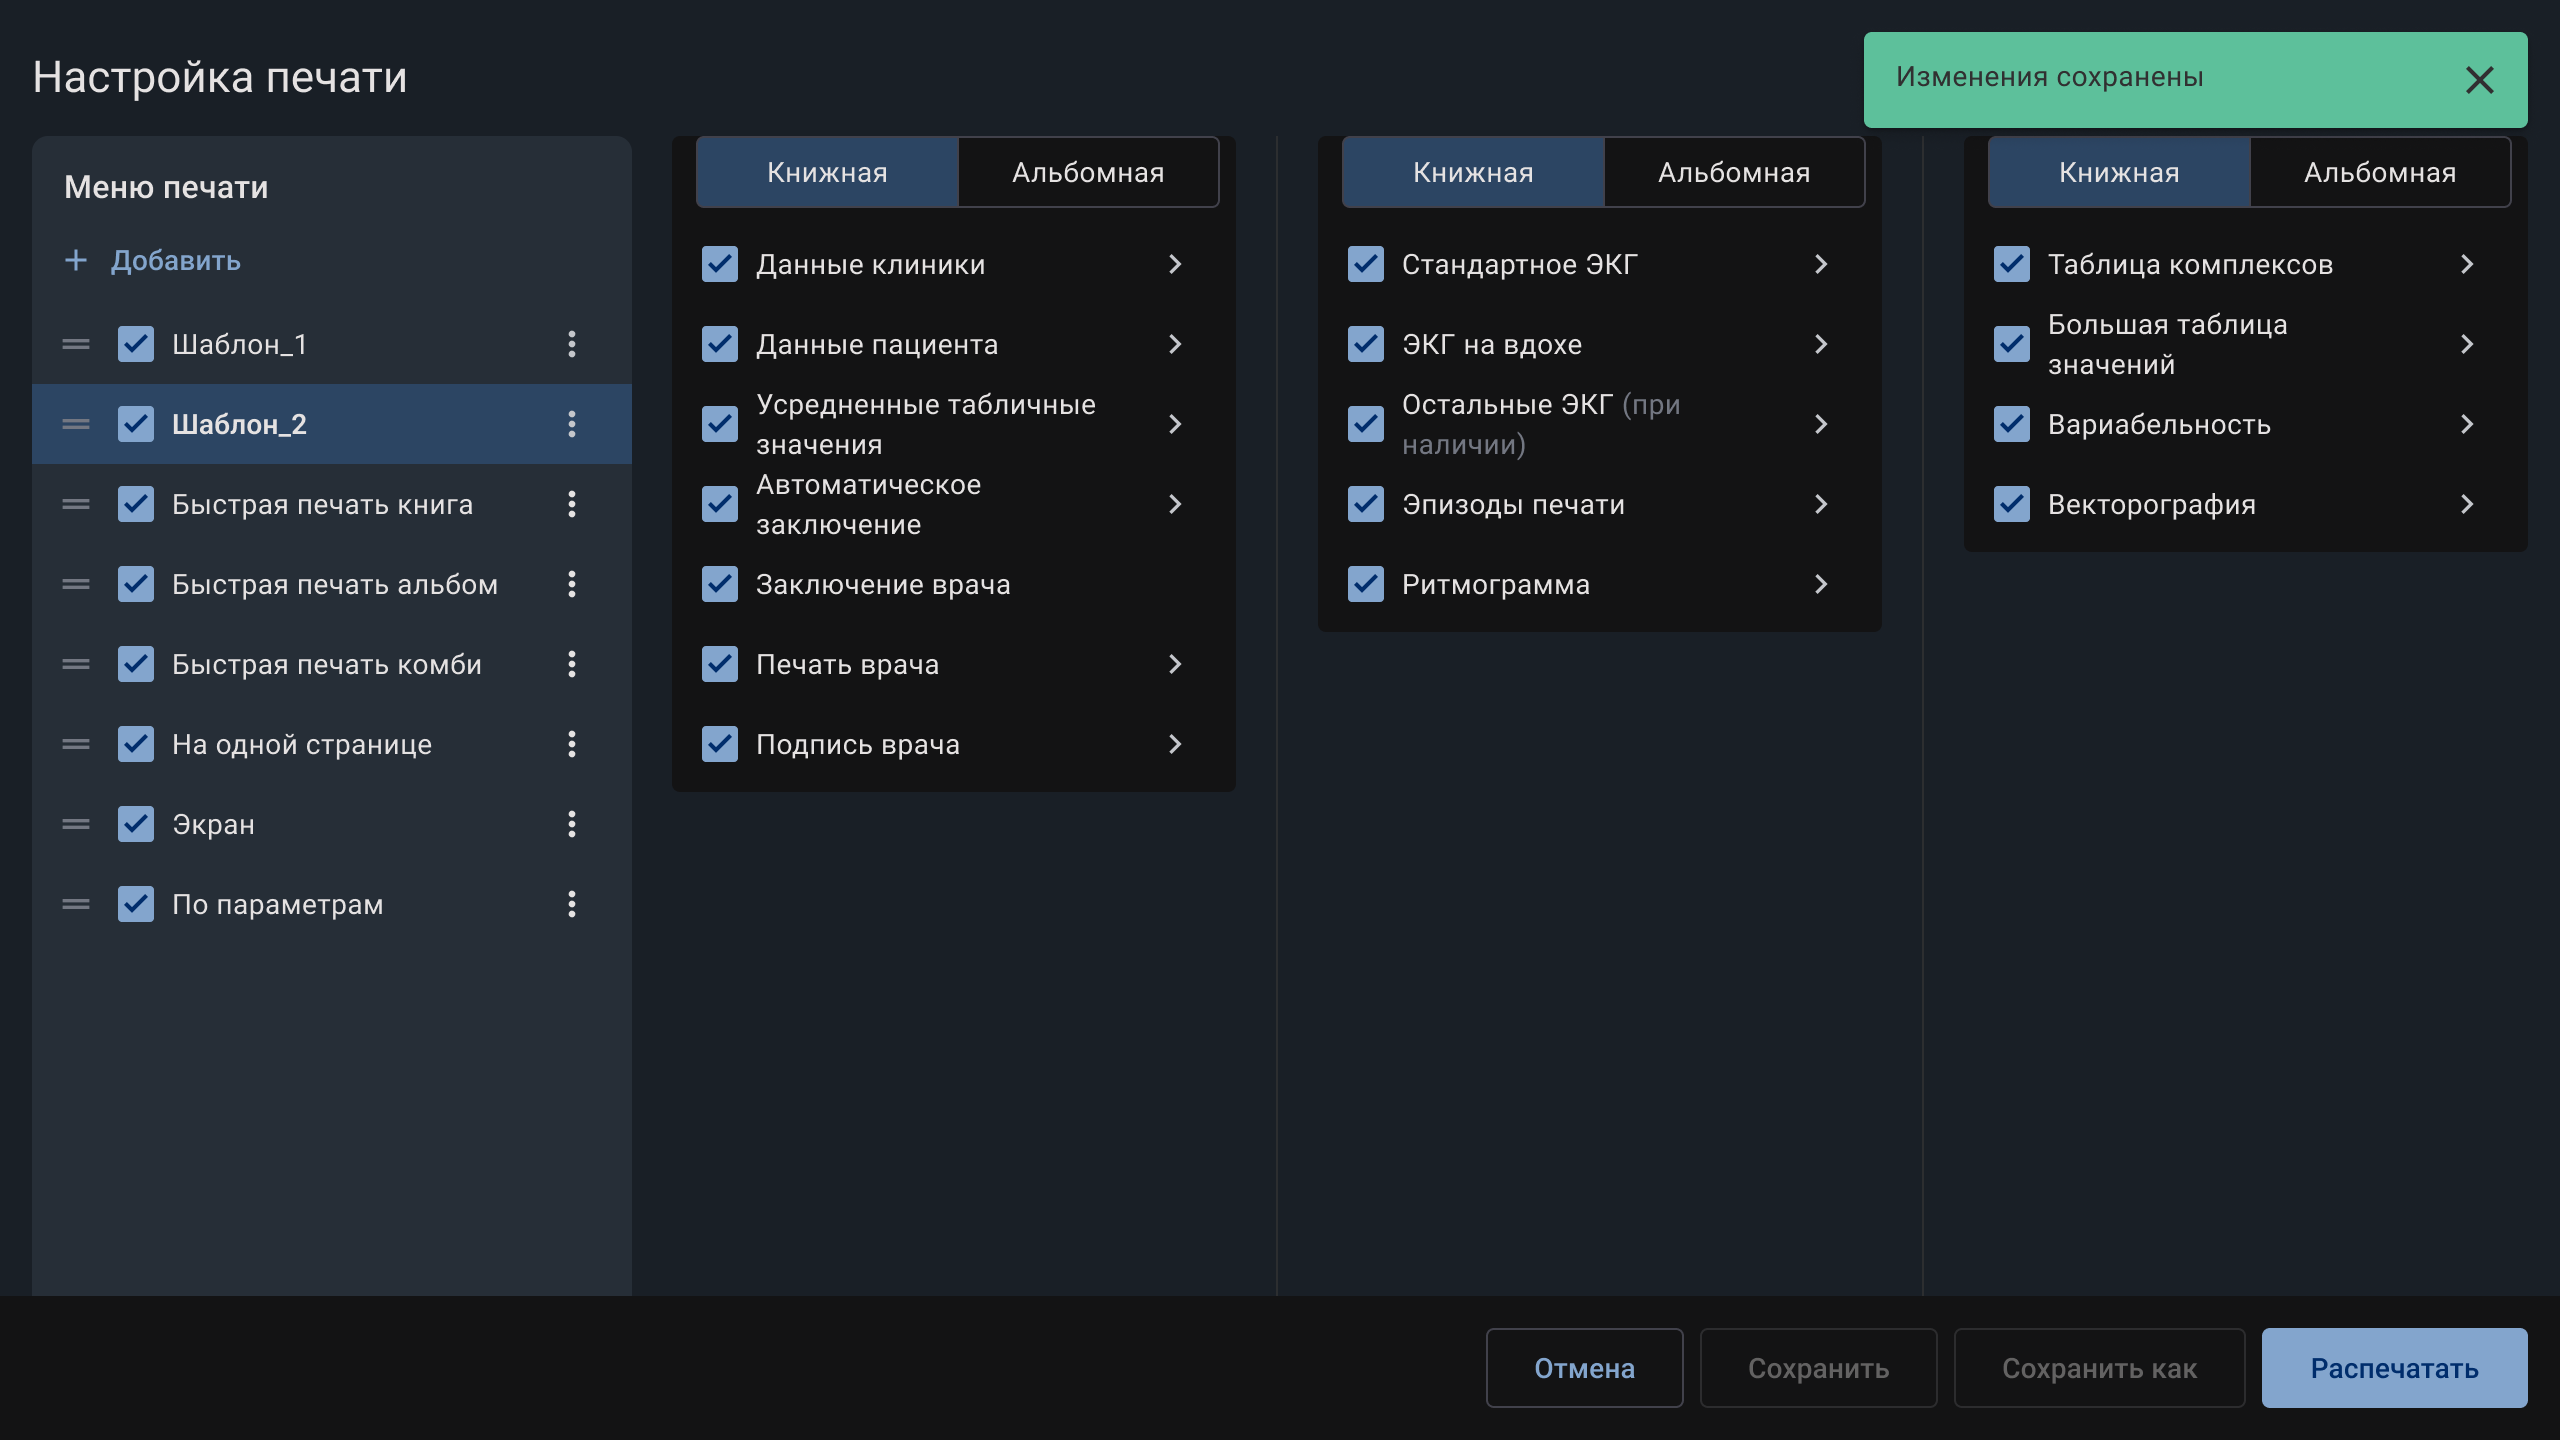 Настройка печати
Изменения сохранены
Меню печати
Добавить
Шаблон_1
Шаблон_2
Быстрая печать книга
Быстрая печать альбом
Быстрая печать комби
На одной странице
Экран
По параметрам
Книжная
Альбомная
Данные клиники
Данные пациента
Усредненные табличные
значения
Автоматическое
заключение
Заключение врача
Печать врача
Подпись врача
Книжная
Альбомная
Стандартное ЭКГ
ЭКГ на вдохе
Остальные ЭКГ (при
наличии)
Эпизоды печати
Ритмограмма
Книжная
Альбомная
Таблица комплексов
Большая таблица
значений
Вариабельность
Векторография
Отмена
Сохранить
Сохранить как
Распечатать